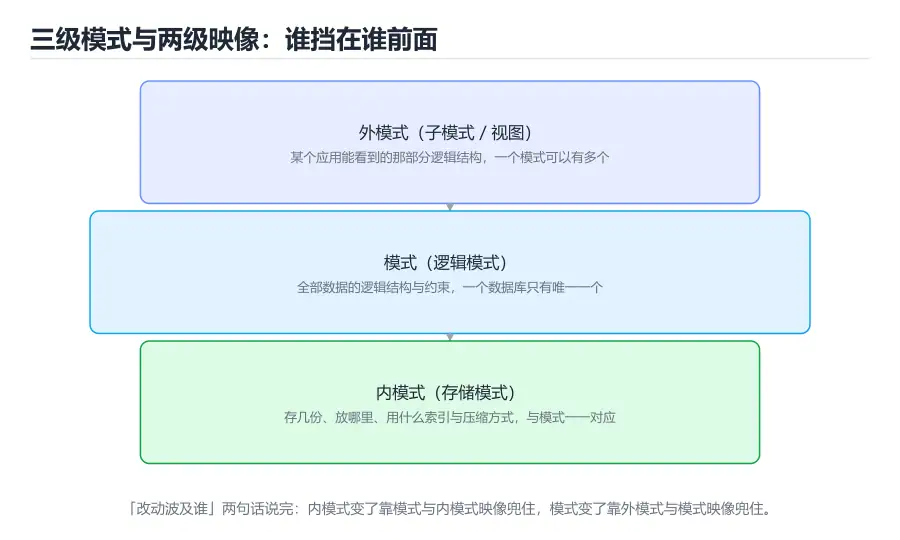 三级模式与两级映像：谁挡在谁前面
外模式（子模式 / 视图）
某个应用能看到的那部分逻辑结构，一个模式可以有多个
模式（逻辑模式）
全部数据的逻辑结构与约束，一个数据库只有唯一一个
内模式（存储模式）
存几份、放哪里、用什么索引与压缩方式，与模式一一对应
「改动波及谁」两句话说完：内模式变了靠模式与内模式映像兜住，模式变了靠外模式与模式映像兜住。